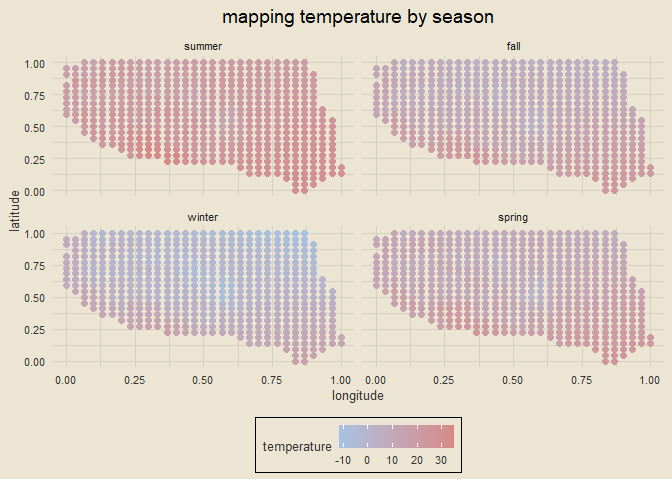 mapping temperature by season
summer
fall
1.00
0.75
0.50
0.25
0.00
latitude
winter
spring
1.00
0.75
0.50
0.25
0.00
0.00 0.25 0.50 0.75 1.00 0.00 0.25 0.50 0.75 1.00
longitude
temperature
-10 0 10 20 30